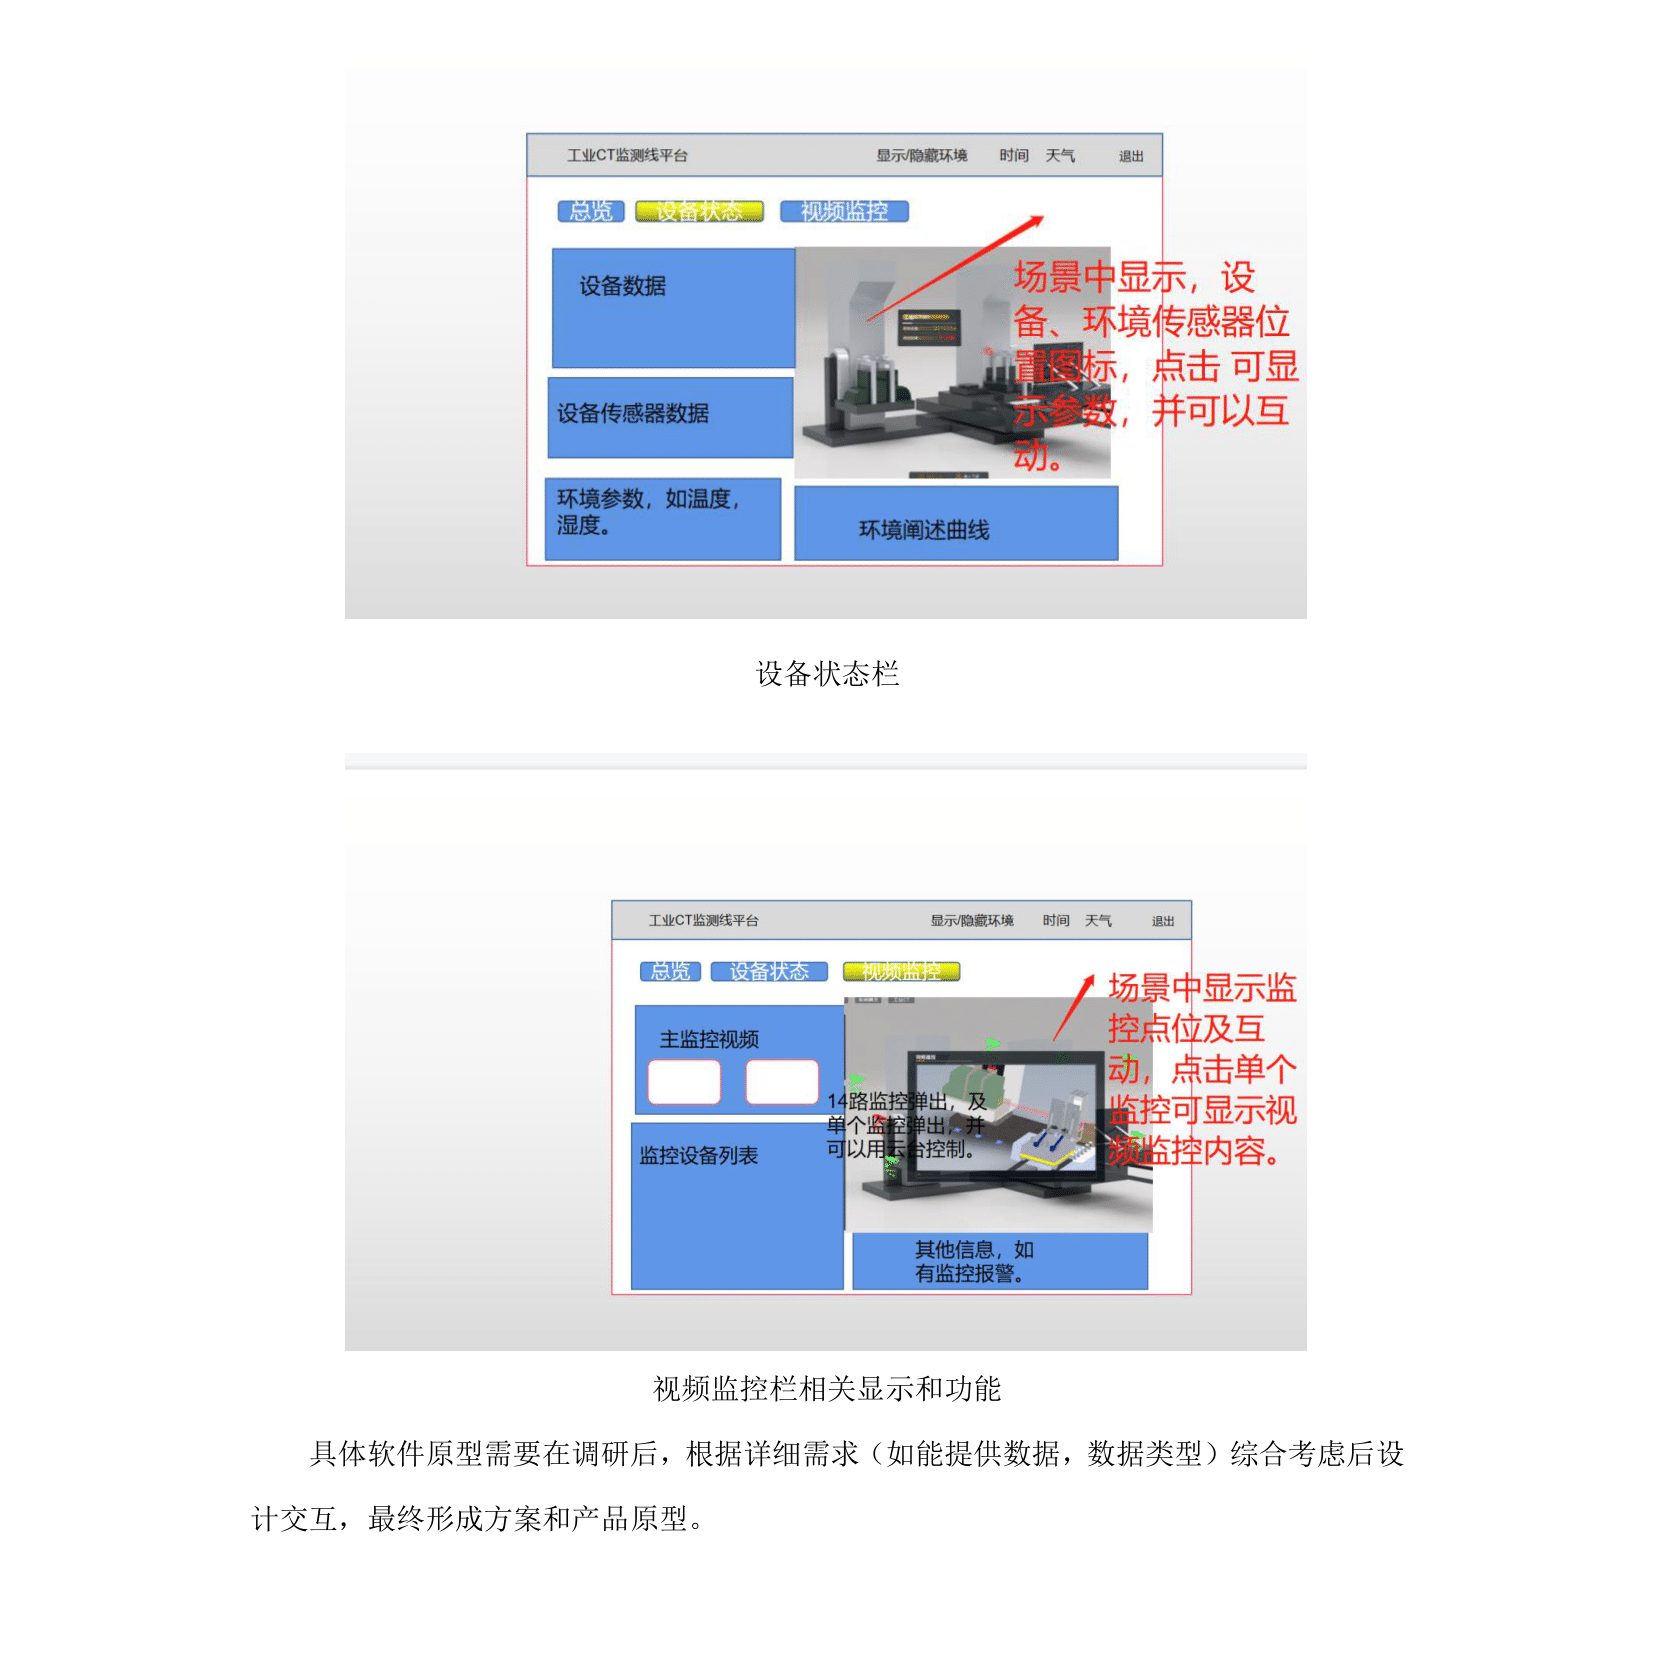 工业CT监测线平台 显示/隐藏环境 时间 天气 退出
总览 设备状态 视频监控
设备数据
场景中显示，设
备、环境传感器位
置图标，点击 可显
示参数，并可以互
动。
设备传感器数据
环境参数，如温度，
湿度。
环境阐述曲线
设备状态栏
工业CT监测线平台 显示/隐藏环境 时间 天气 退出
总览 设备状态 视频监控
场景中显示监
控点位及互
动，点击单个
监控可显示视
频监控内容。
主监控视频
14路监控弹出，及
单个监控弹出，并
可以用云台控制。
监控设备列表
其他信息，如
有监控报警。
视频监控栏相关显示和功能
具体软件原型需要在调研后，根据详细需求（如能提供数据，数据类型）综合考虑后设
计交互，最终形成方案和产品原型。